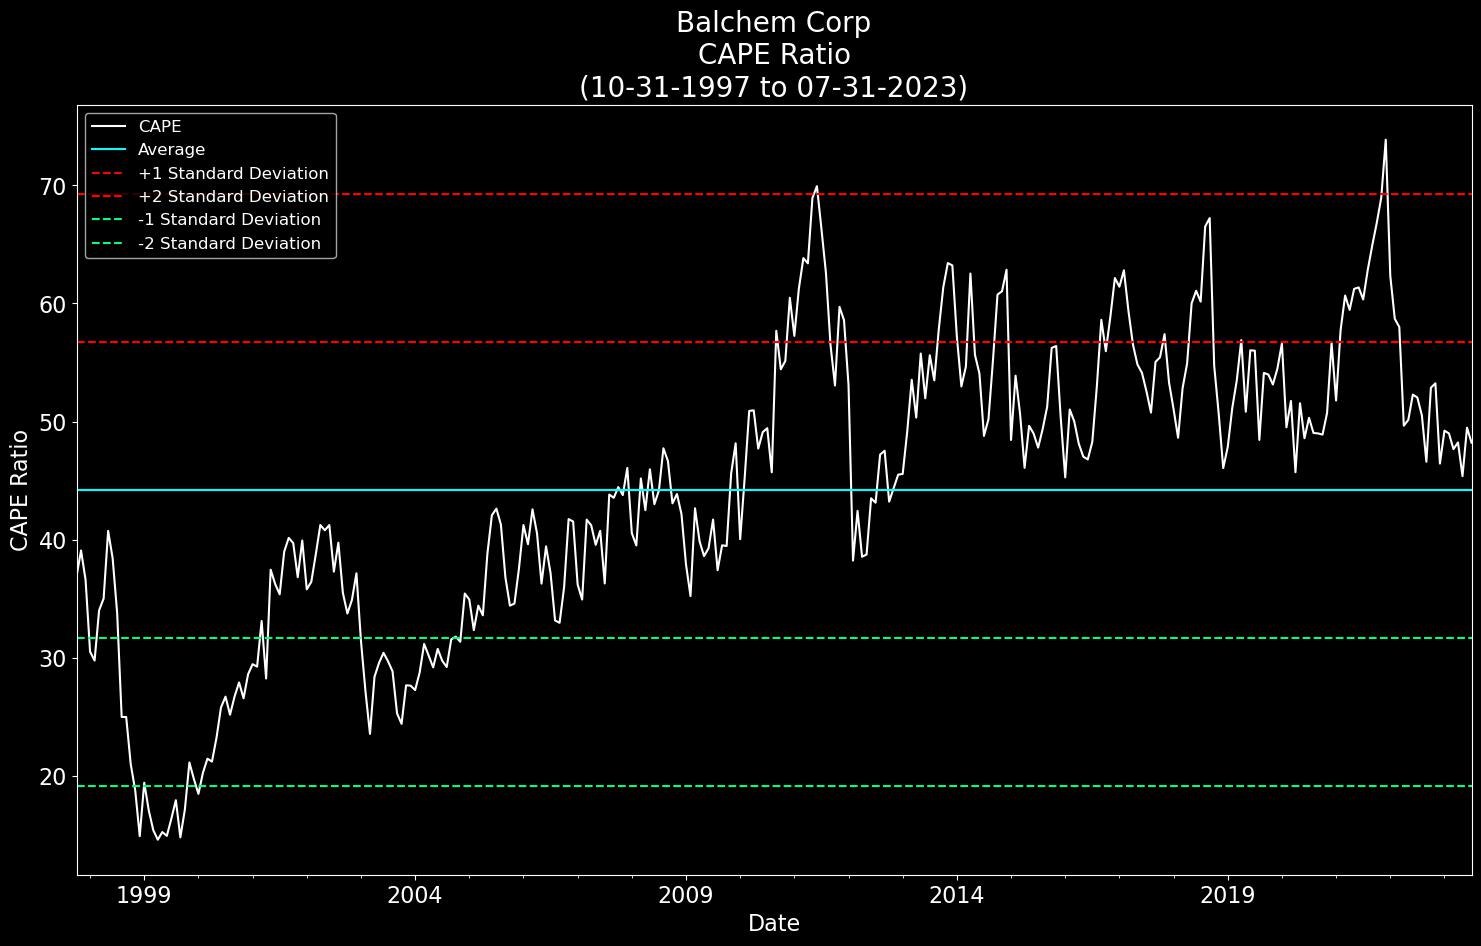 Balchem Corp
CAPE Ratio
(10-31-1997 to 07-31-2023)
CAPE
Average
+1 Standard Deviation
+2 Standard Deviation
-1 Standard Deviation
-2 Standard Deviation
70
60
50
40
30
20
CAPE Ratio
1999 2004 2009 2014 2019
Date